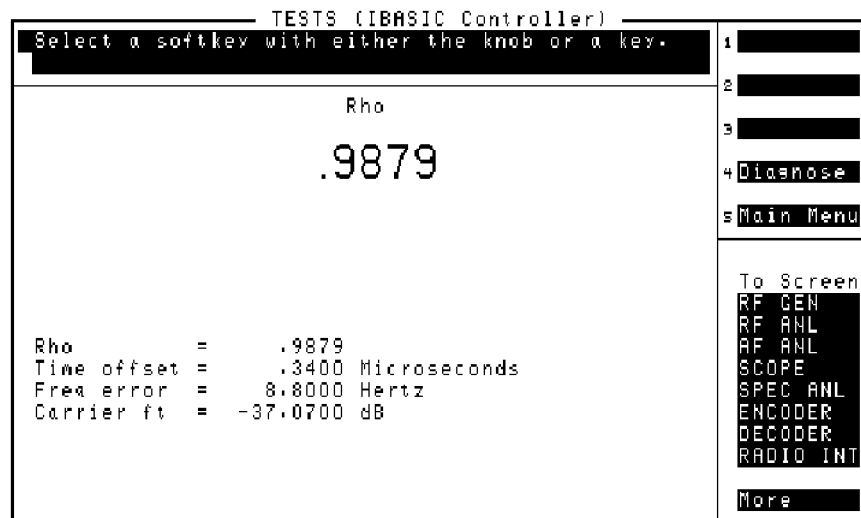 TESTS (IBASIC Controller)
Select a softkey with either the knob or a key.
Rho
.9879
Rho = .9879
Time offset = .3400 Microseconds
Freq error = 8.8000 Hertz
Carrier ft = -37.0700 dB
1
2
3
4 Diagnose
5 Main Menu
To Screen
RF GEN
RF ANL
AF ANL
SCOPE
SPEC ANL
ENCODER
DECODER
RADIO INT
More